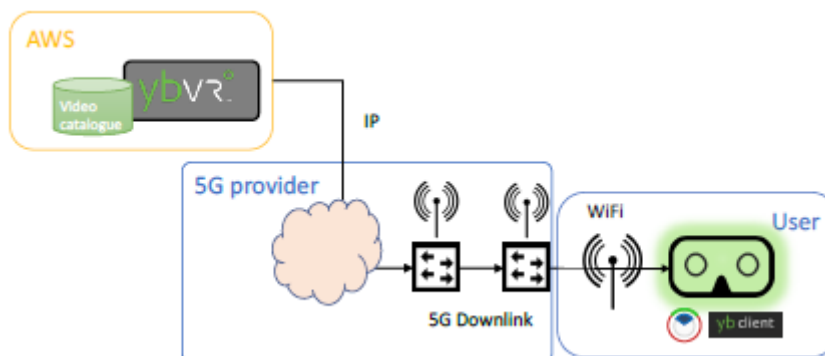 AWS
ybVR
Video
catalogue
IP
5G provider
WiFi
User
5G Downlink
yb client